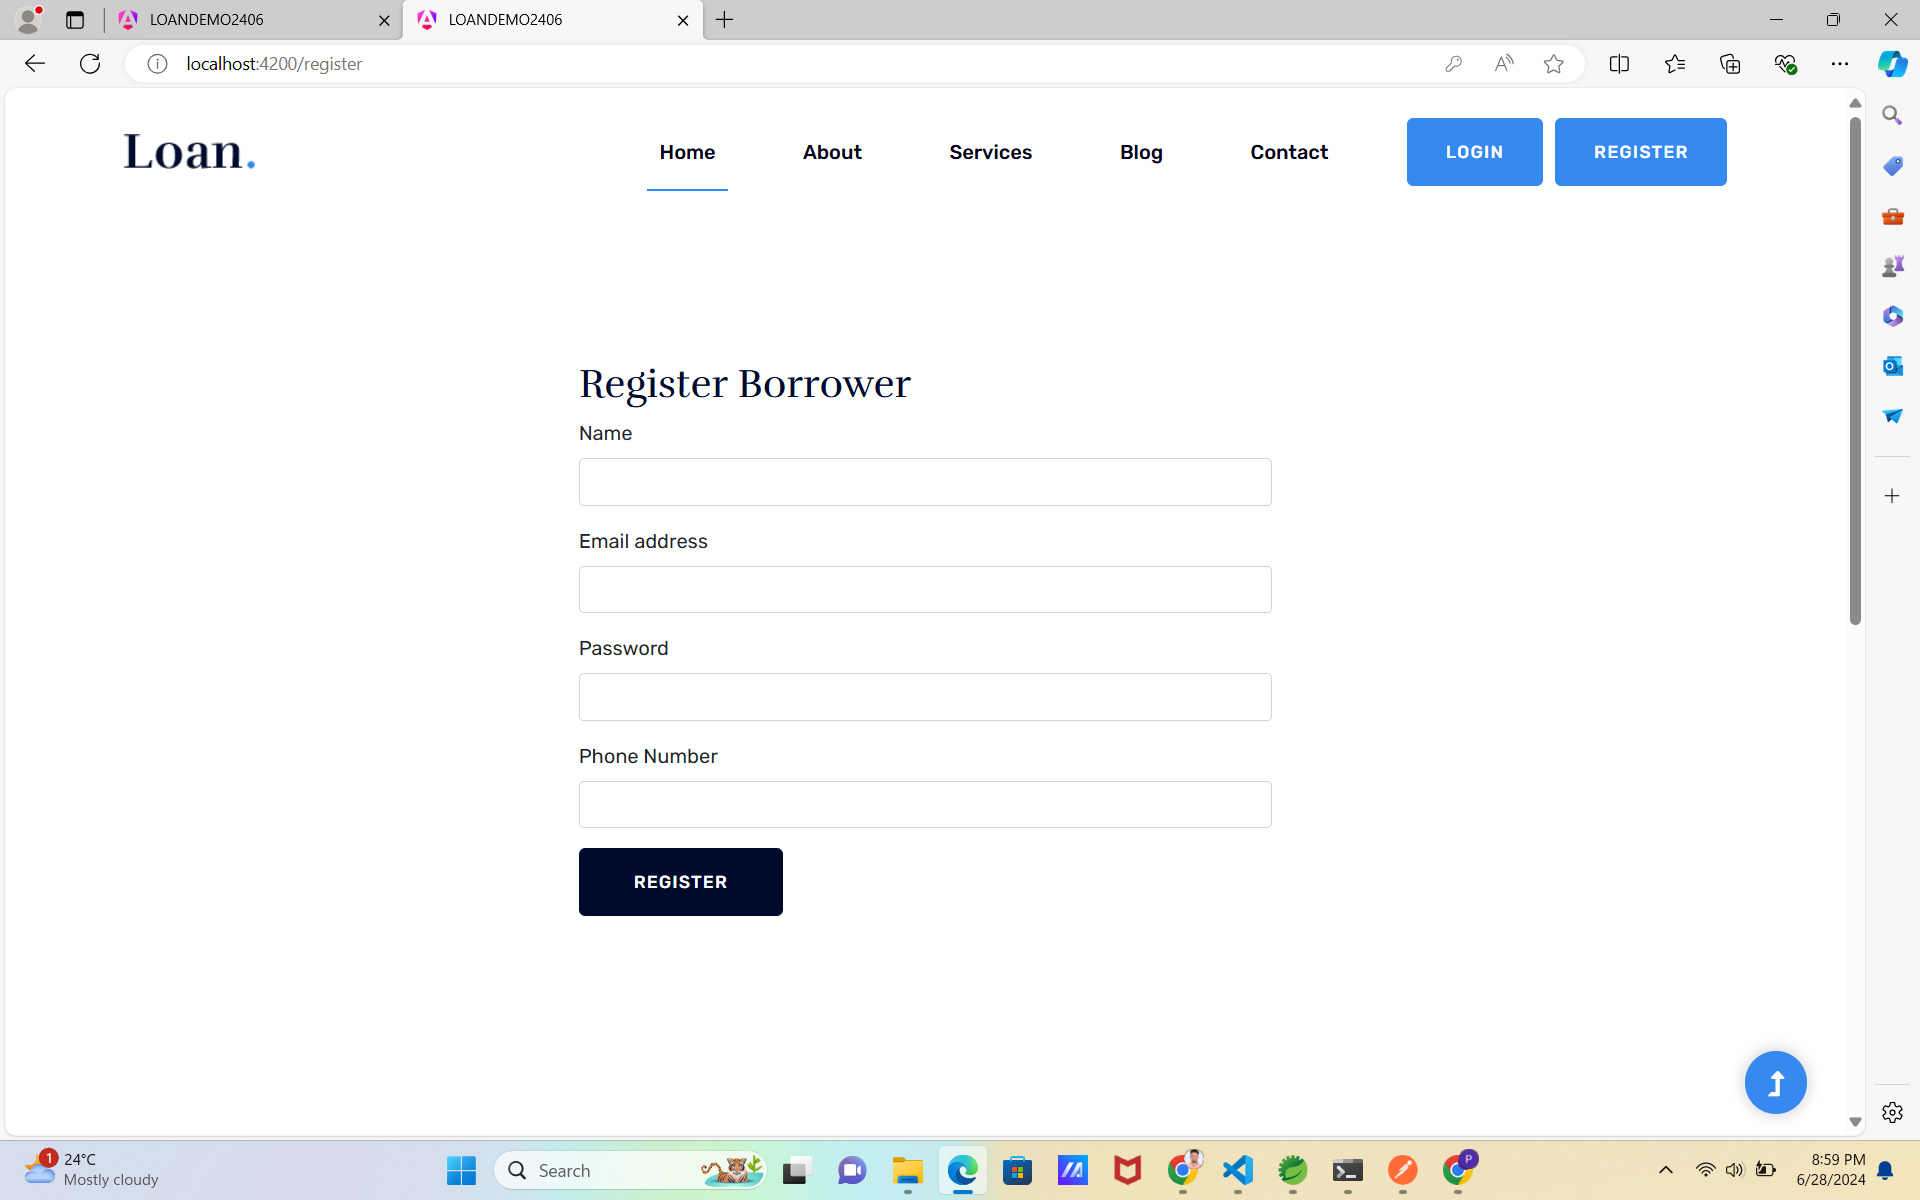 LOANDEMO2406
LOANDEMO2406
localhost:4200/register
Loan.
Home
About
Services
Blog
Contact
LOGIN
REGISTER
Register Borrower
Name
Email address
Password
Phone Number
REGISTER
1
24°C
Mostly cloudy
Search
P
8:59 PM
6/28/2024